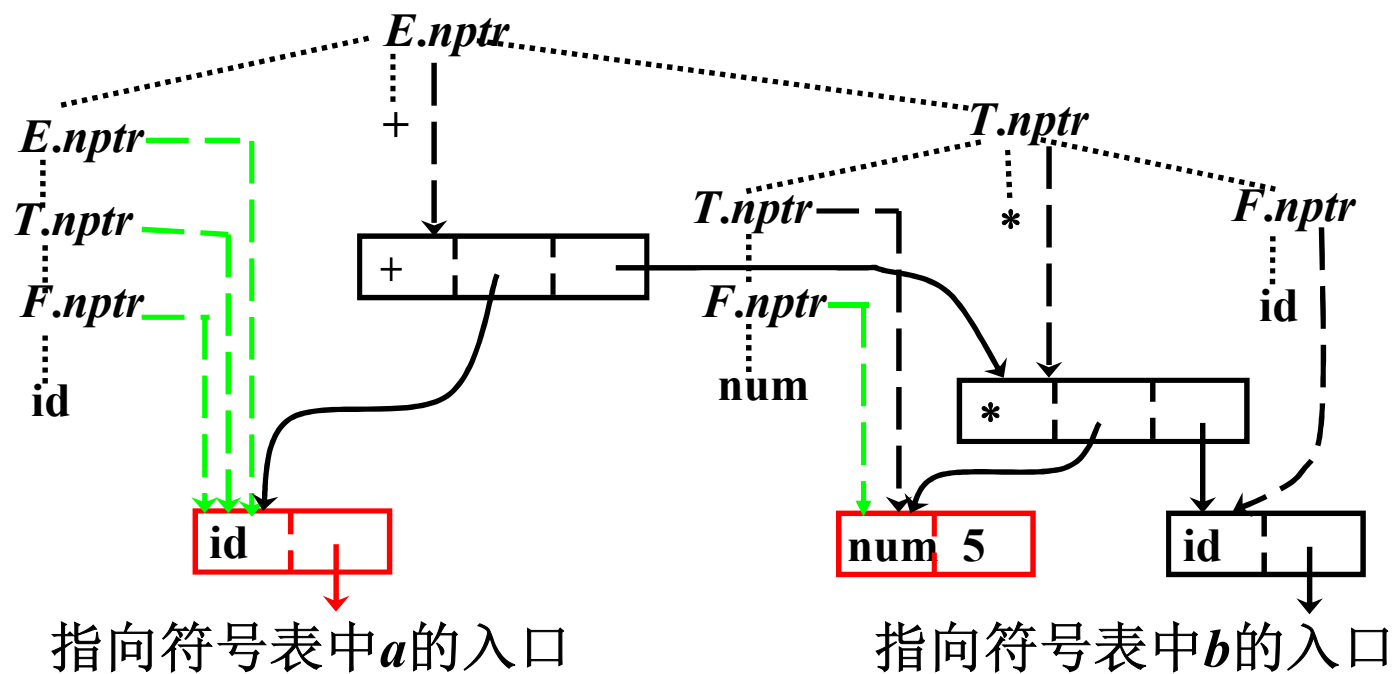 E.nptr
+
E.nptr
T.nptr
T.nptr
T.nptr
*
F.nptr
+
F.nptr
F.nptr
id
id
num
*
id
num 5
id
指向符号表中a的入口
指向符号表中b的入口